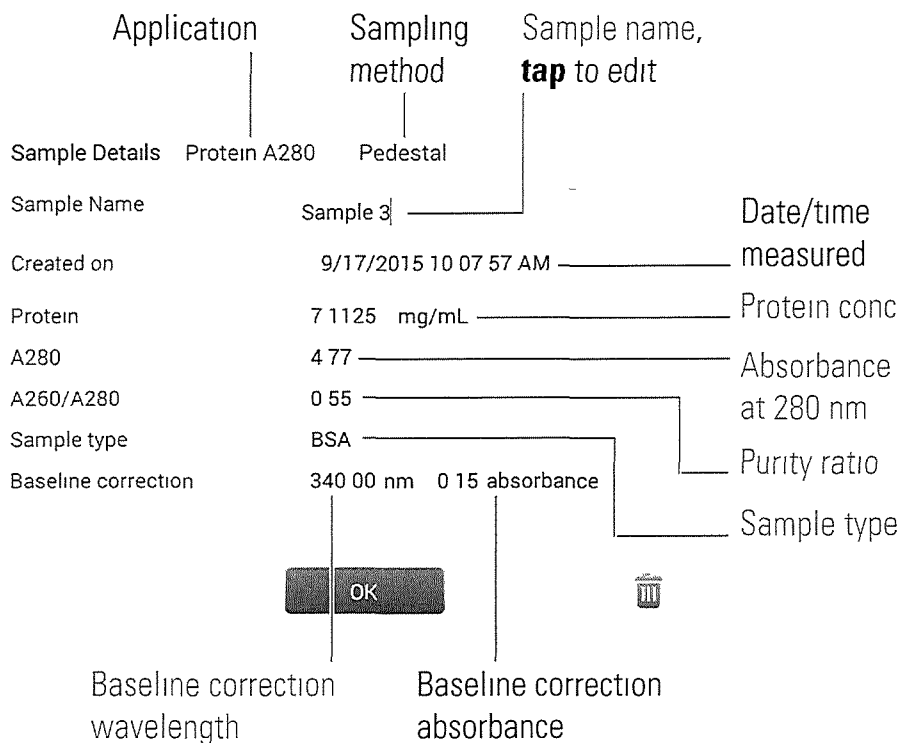 Application
Sampling method
Sample name, tap to edit
Sample Details Protein A280 Pedestal
Sample Name Sample 3
Created on 9/17/2015 10 07 57 AM
Date/time measured
Protein 7 1125 mg/mL
Protein conc
A280 4 77
Absorbance at 280 nm
A260/A280 0 55
Purity ratio
Sample type BSA
Sample type
Baseline correction 340 00 nm 0 15 absorbance
OK
Baseline correction wavelength
Baseline correction absorbance